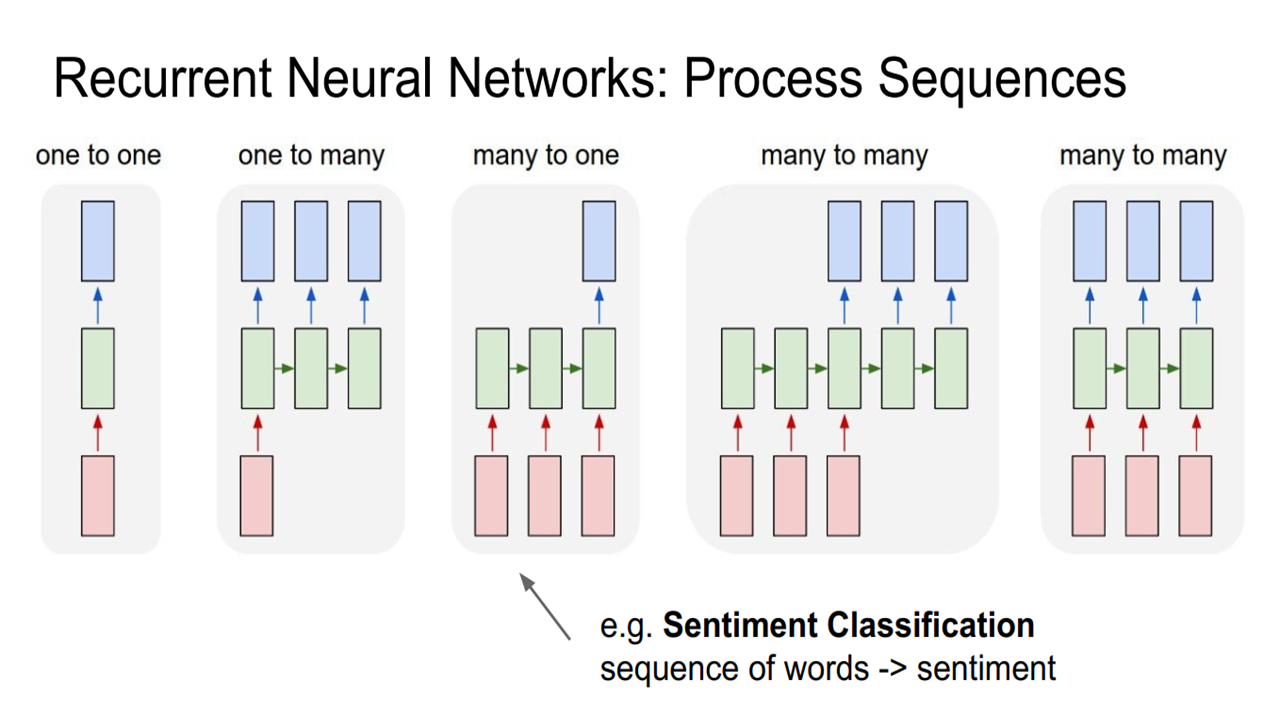 Recurrent Neural Networks: Process Sequences
one to one
one to many
many to one
many to many
many to many
e.g. Sentiment Classification
sequence of words -> sentiment